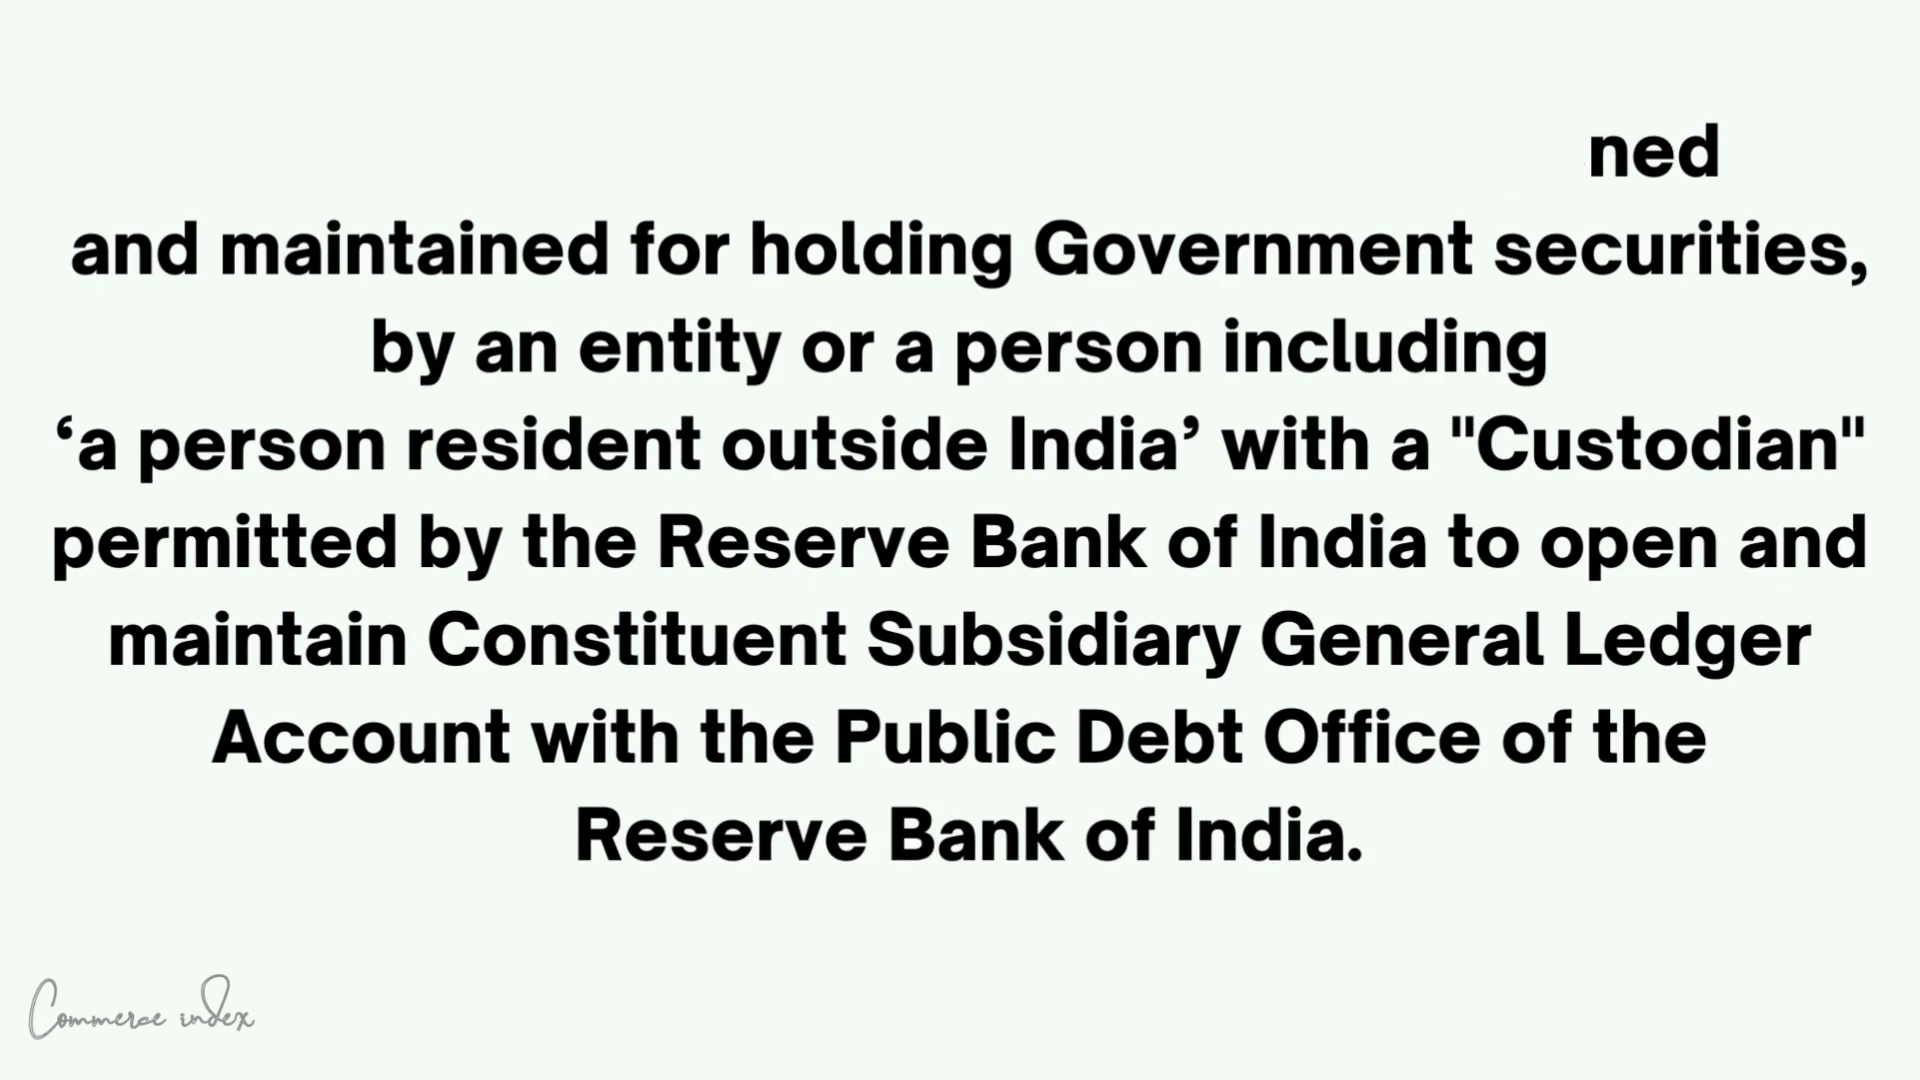 ned
and maintained for holding Government securities,
by an entity or a person including
‘a person resident outside India’ with a "Custodian"
permitted by the Reserve Bank of India to open and
maintain Constituent Subsidiary General Ledger
Account with the Public Debt Office of the
Reserve Bank of India.
Commerce index